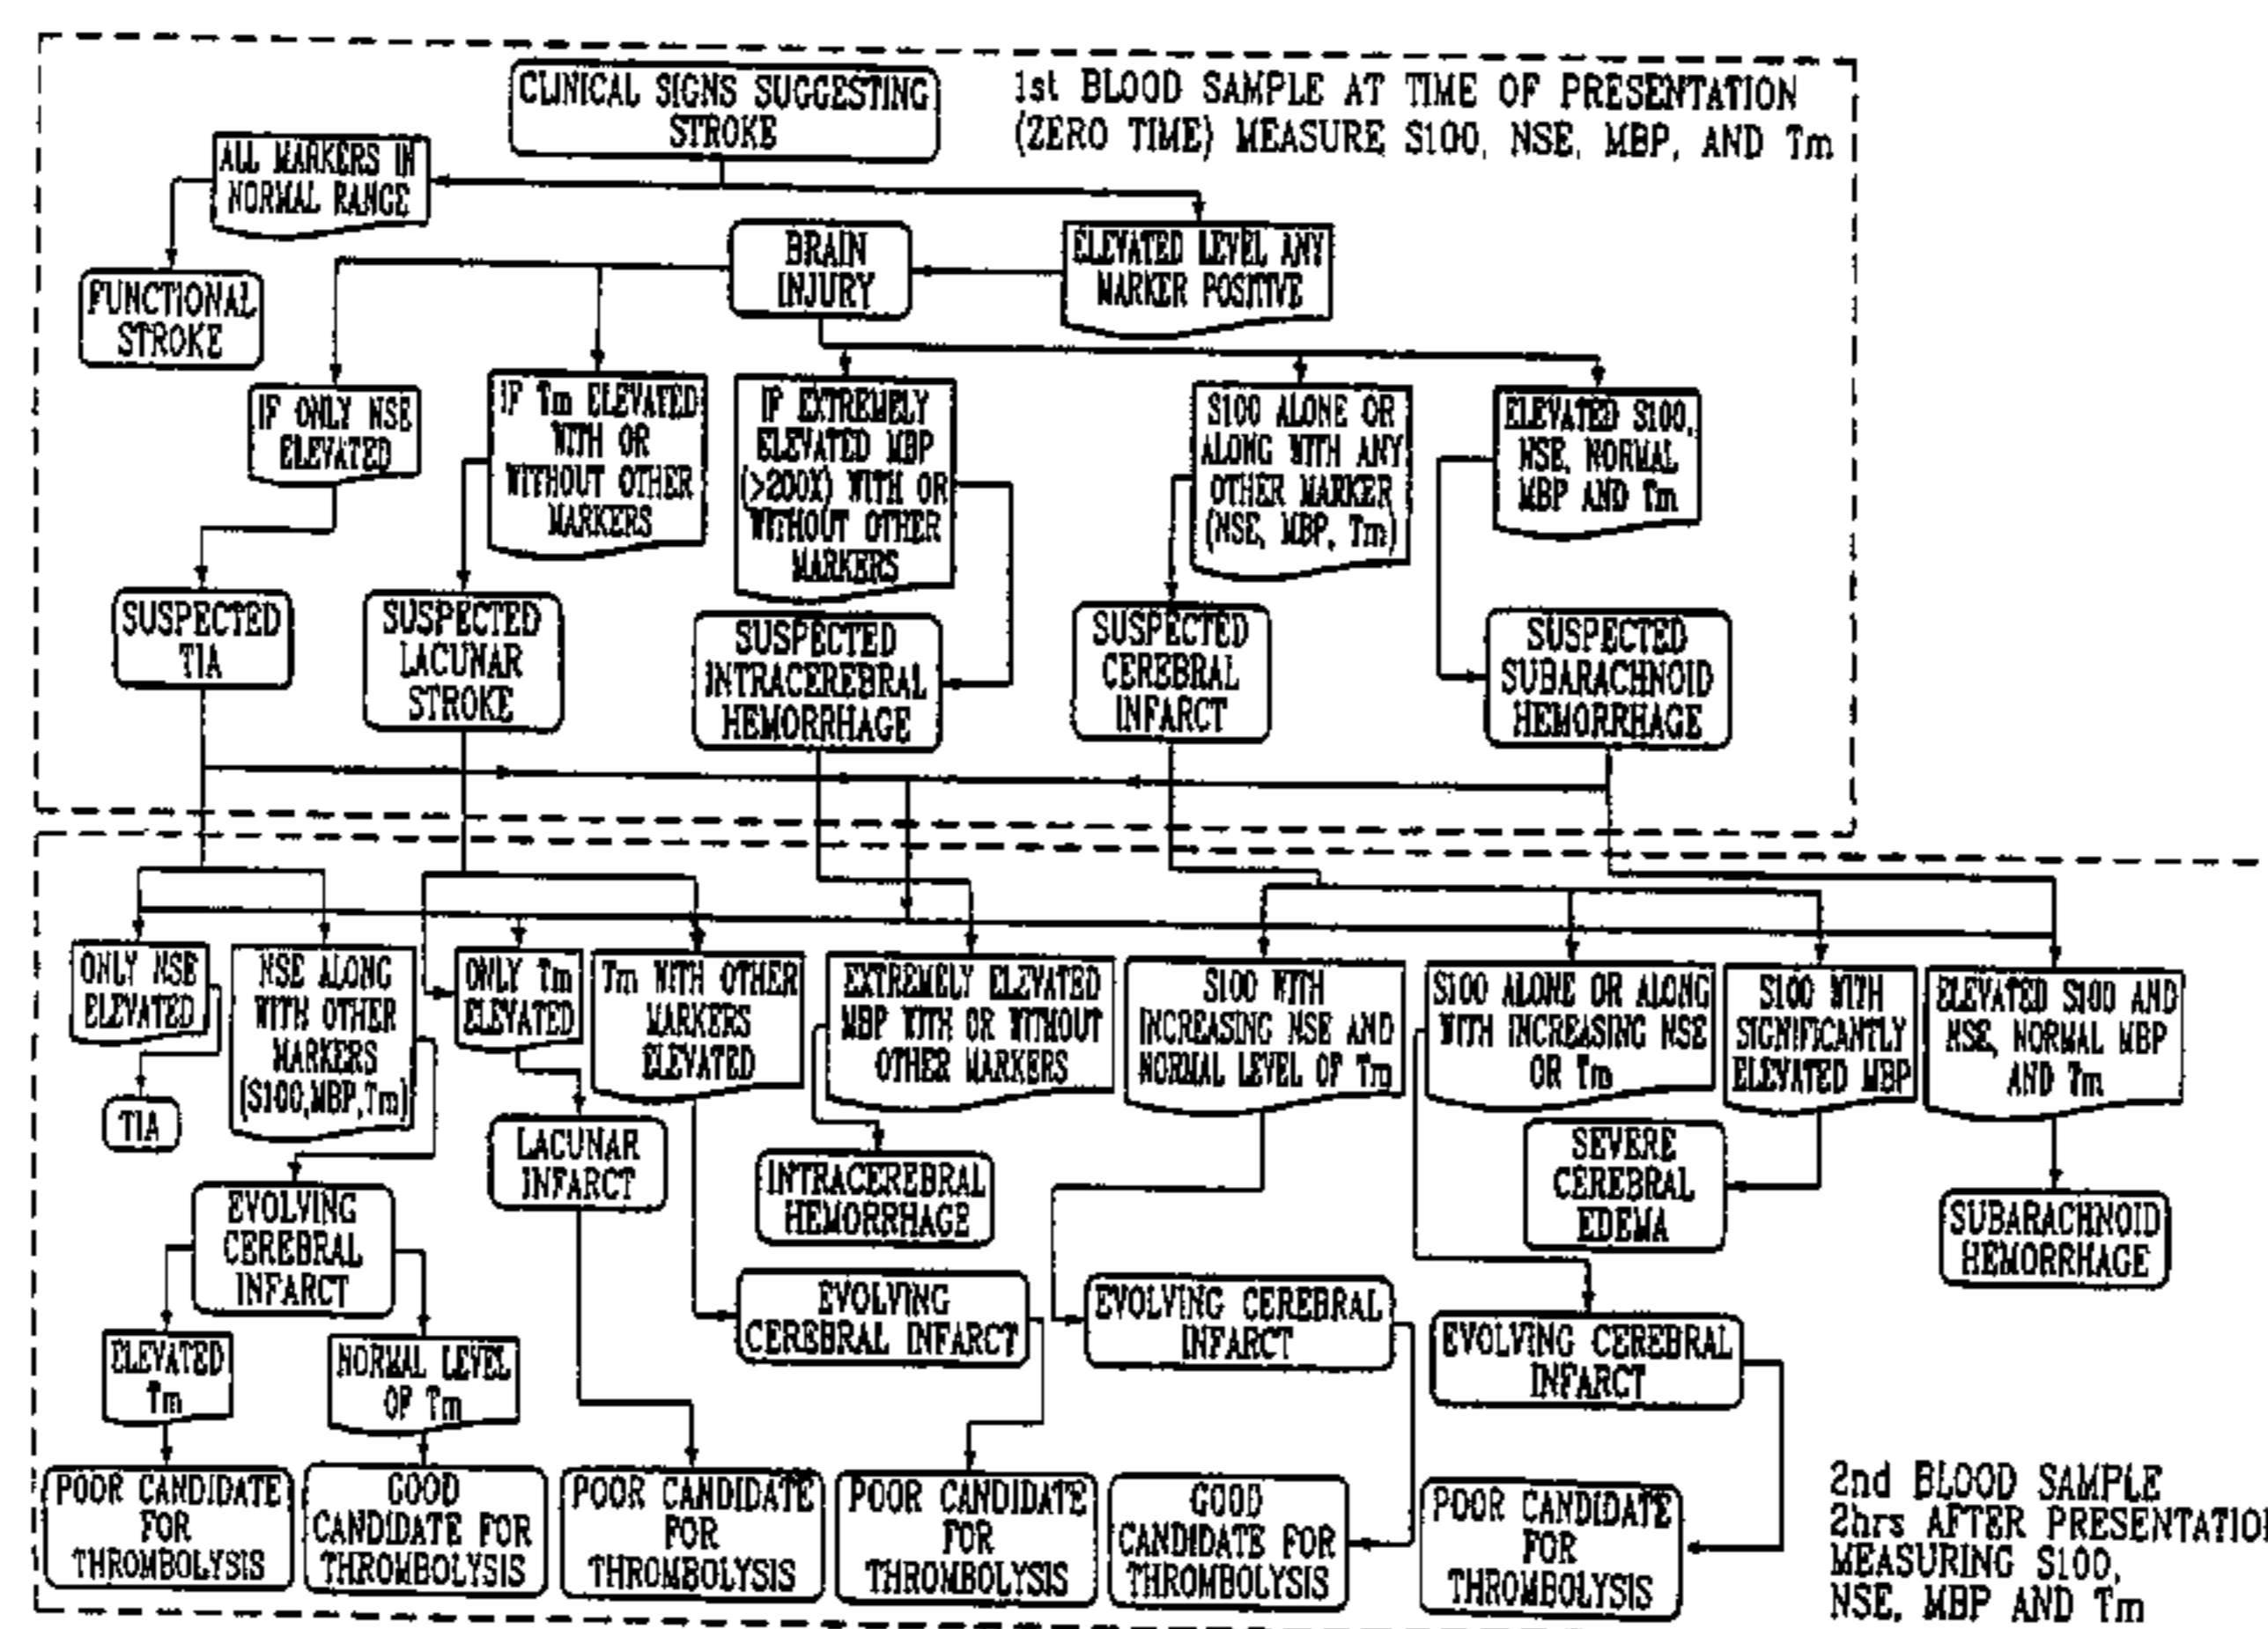 CLINICAL SIGNS SUGGESTING
STROKE
1st BLOOD SAMPLE AT TIME OF PRESENTATION
(ZERO TIME) MEASURE S100, NSE, MBP, AND Tm
ALL MARKERS IN
NORMAL RANGE
BRAIN
INJURY
ELEVATED LEVEL ANY
MARKER POSITIVE
FUNCTIONAL
STROKE
IF ONLY NSE
ELEVATED
IF Tm ELEVATED
WITH OR
WITHOUT OTHER
MARKERS
IF EXTREMELY
ELEVATED MBP
(>200X) WITH OR
WITHOUT OTHER
MARKERS
S100 ALONE OR
ALONG WITH ANY
OTHER MARKER
(NSE, MBP, Tm)
ELEVATED S100,
NSE, NORMAL
MBP AND Tm
SUSPECTED
TIA
SUSPECTED
LACUNAR
STROKE
SUSPECTED
INTRACEREBRAL
HEMORRHAGE
SUSPECTED
CEREBRAL
INFARCT
SUSPECTED
SUBARACHNOID
HEMORRHAGE
ONLY NSE
ELEVATED
NSE ALONG
WITH OTHER
MARKERS
(S100,MBP,Tm)
ONLY Tm
ELEVATED
Tm WITH OTHER
MARKERS
ELEVATED
EXTREMELY ELEVATED
MBP WITH OR WITHOUT
OTHER MARKERS
S100 WITH
INCREASING NSE AND
NORMAL LEVEL OF Tm
S100 ALONE OR ALONG
WITH INCREASING NSE
OR Tm
S100 WITH
SIGNIFICANTLY
ELEVATED MBP
ELEVATED S100 AND
NSE, NORMAL MBP
AND Tm
TIA
LACUNAR
INFARCT
INTRACEREBRAL
HEMORRHAGE
SEVERE
CEREBRAL
EDEMA
SUBARACHNOID
HEMORRHAGE
EVOLVING
CEREBRAL
INFARCT
EVOLVING
CEREBRAL INFARCT
EVOLVING CEREBRAL
INFARCT
EVOLVING CEREBRAL
INFARCT
ELEVATED
Tm
NORMAL LEVEL
OF Tm
POOR CANDIDATE
FOR
THROMBOLYSIS
GOOD
CANDIDATE FOR
THROMBOLYSIS
POOR CANDIDATE
FOR
THROMBOLYSIS
POOR CANDIDATE
FOR
THROMBOLYSIS
GOOD
CANDIDATE FOR
THROMBOLYSIS
POOR CANDIDATE
FOR
THROMBOLYSIS
2nd BLOOD SAMPLE
2hrs AFTER PRESENTATION
MEASURING S100,
NSE, MBP AND Tm